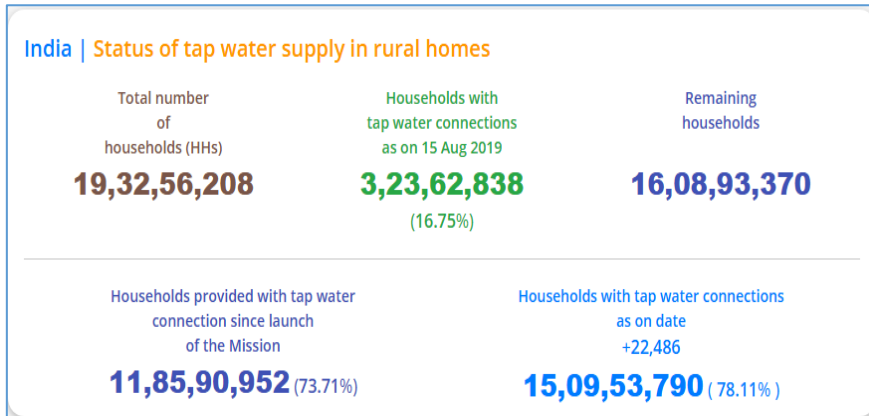 India | Status of tap water supply in rural homes
Total number
of
households (HHs)
19,32,56,208
Households with
tap water connections
as on 15 Aug 2019
3,23,62,838
(16.75%)
Remaining
households
16,08,93,370
Households provided with tap water
connection since launch
of the Mission
11,85,90,952 (73.71%)
Households with tap water connections
as on date
+22,486
15,09,53,790 ( 78.11% )